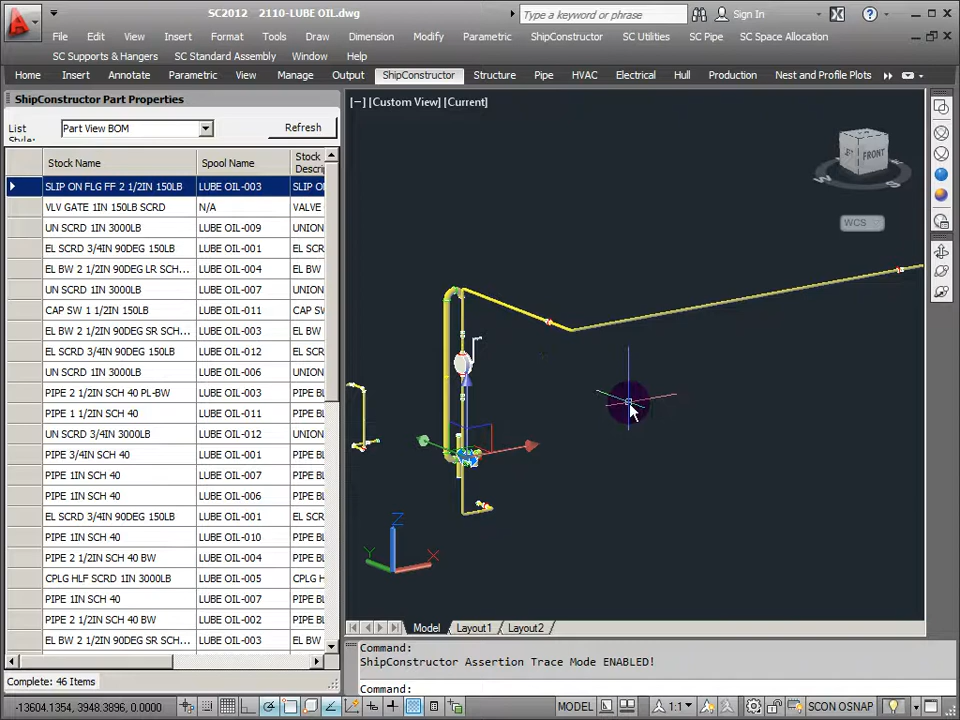 SC2012 2110-LUBE OIL.dwg
Type a keyword or phrase
Sign In
File Edit View Insert Format Tools Draw Dimension Modify Parametric ShipConstructor SC Utilities SC Pipe SC Space Allocation
SC Supports & Hangers SC Standard Assembly Window Help
Home Insert Annotate Parametric View Manage Output ShipConstructor Structure Pipe HVAC Electrical Hull Production Nest and Profile Plots
ShipConstructor Part Properties
List Style: Part View BOM Refresh
Stock Name Spool Name Stock Descri
SLIP ON FLG FF 2 1/2IN 150LB LUBE OIL-003 SLIP O
VLV GATE 1IN 150LB SCRD N/A VALVE
UN SCRD 1IN 3000LB LUBE OIL-009 UNION
EL SCRD 3/4IN 90DEG 150LB LUBE OIL-001 EL SCR
EL BW 2 1/2IN 90DEG LR SCH... LUBE OIL-004 EL BW
UN SCRD 1IN 3000LB LUBE OIL-007 UNION
CAP SW 1 1/2IN 150LB LUBE OIL-011 CAP SW
EL BW 2 1/2IN 90DEG SR SCH... LUBE OIL-003 EL BW
EL SCRD 3/4IN 90DEG 150LB LUBE OIL-012 EL SCR
UN SCRD 1IN 3000LB LUBE OIL-006 UNION
PIPE 2 1/2IN SCH 40 PL-BW LUBE OIL-003 PIPE BL
PIPE 1 1/2IN SCH 40 LUBE OIL-011 PIPE BL
UN SCRD 3/4IN 3000LB LUBE OIL-012 UNION
PIPE 3/4IN SCH 40 LUBE OIL-001 PIPE BL
PIPE 1IN SCH 40 LUBE OIL-007 PIPE BL
PIPE 1IN SCH 40 LUBE OIL-006 PIPE BL
EL SCRD 3/4IN 90DEG 150LB LUBE OIL-001 EL SCR
PIPE 1IN SCH 40 LUBE OIL-010 PIPE BL
PIPE 2 1/2IN SCH 40 BW LUBE OIL-004 PIPE BL
CPLG HLF SCRD 1IN 3000LB LUBE OIL-005 CPLG H
PIPE 1IN SCH 40 LUBE OIL-007 PIPE BL
PIPE 2 1/2IN SCH 40 BW LUBE OIL-002 PIPE BL
EL BW 2 1/2IN 90DEG SR SCH... LUBE OIL-003 EL BW
Complete: 46 Items
[−] [Custom View] [Current]
FRONT
W S
WCS
Z
Y X
Model Layout1 Layout2
Command:
ShipConstructor Assertion Trace Mode ENABLED!
Command:
-13604.1354, 3948.3896, 0.0000 MODEL 1:1 SCON OSNAP